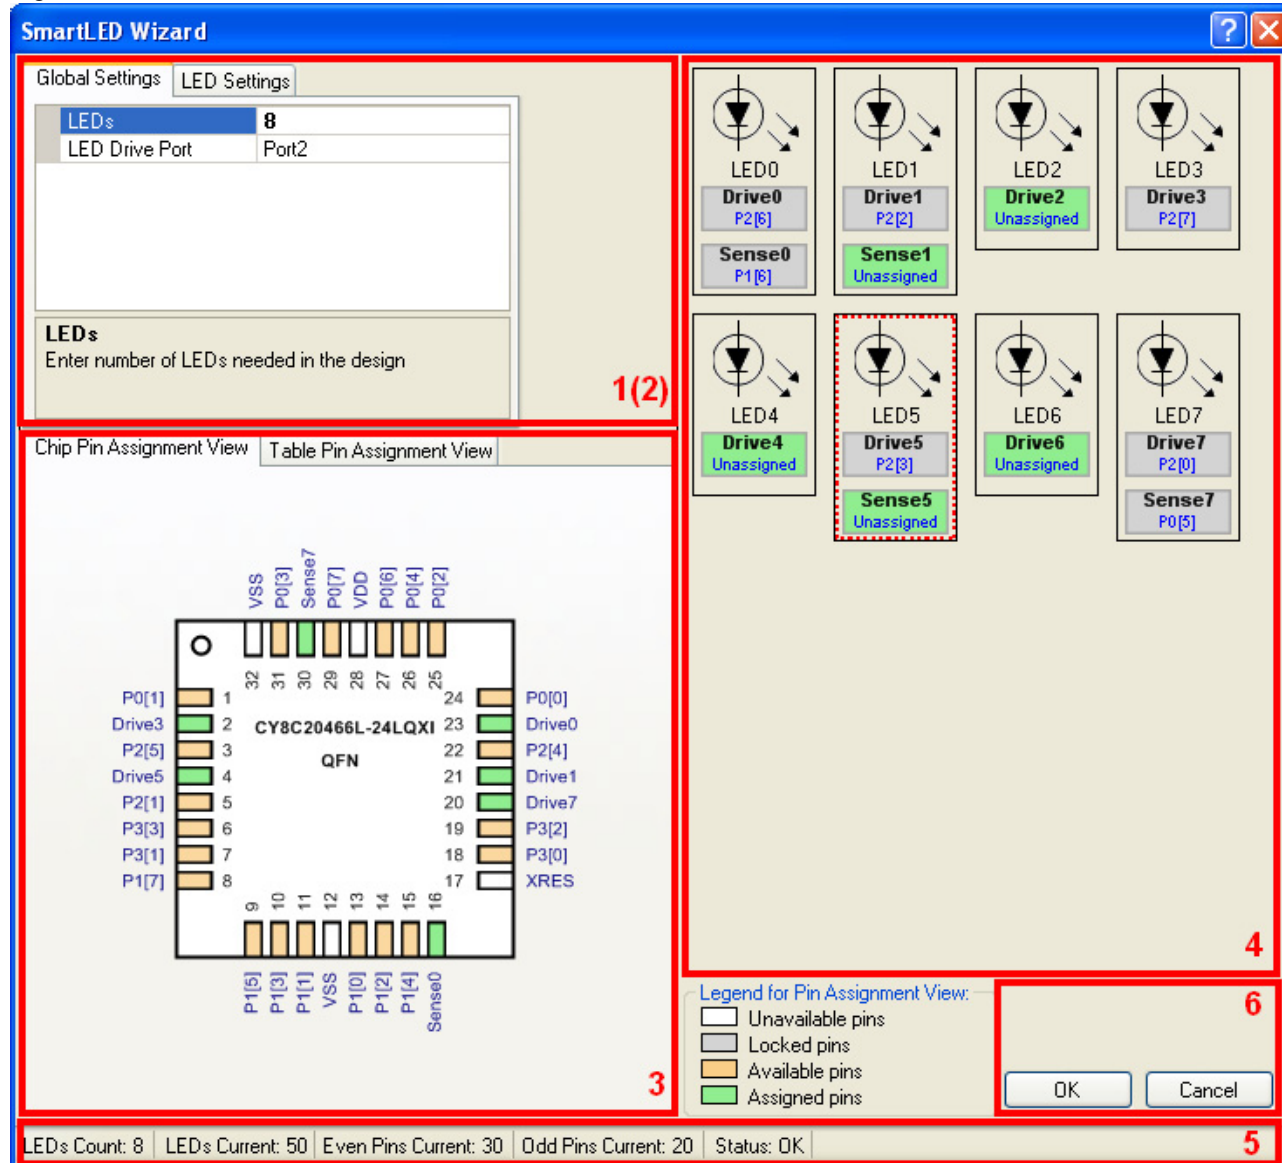 SmartLED Wizard
Global Settings LED Settings
LEDs 8
LED Drive Port Port2
LEDs
Enter number of LEDs needed in the design
1(2)
LED0 LED1 LED2 LED3
Drive0 Drive1 Drive2 Drive3
P2[6] P2[2] Unassigned P2[7]
Sense0 Sense1
P1[6] Unassigned
LED4 LED5 LED6 LED7
Drive4 Drive5 Drive6 Drive7
Unassigned P2[3] Unassigned P2[0]
Sense5 Sense7
Unassigned P0[5]
4
Chip Pin Assignment View Table Pin Assignment View
VSS P0[3] Sense7 P0[7] VDD P0[6] P0[4] P0[2]
32 31 30 29 28 27 26 25
P0[1] 1 24 P0[0]
Drive3 2 CY8C20466L-24LQXI 23 Drive0
P2[5] 3 22 P2[4]
QFN
Drive5 4 21 Drive1
P2[1] 5 20 Drive7
P3[3] 6 19 P3[2]
P3[1] 7 18 P3[0]
P1[7] 8 17 XRES
9 10 11 12 13 14 15 16
P1[5] P1[3] P1[1] VSS P1[0] P1[2] P1[4] Sense0
3
Legend for Pin Assignment View:
Unavailable pins
Locked pins
Available pins
Assigned pins
6
OK Cancel
LEDs Count: 8 LEDs Current: 50 Even Pins Current: 30 Odd Pins Current: 20 Status: OK
5